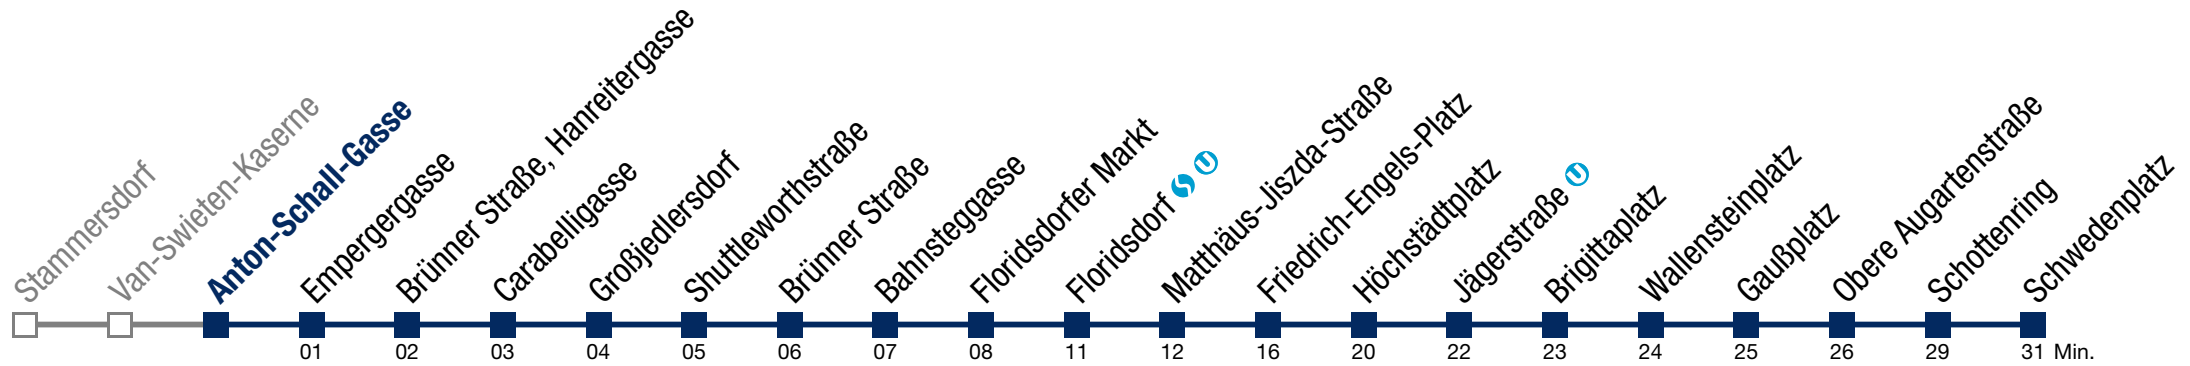 Stammersdorf
Van-Swieten-Kaserne
Anton-Schall-Gasse
Empergergasse
Brünner Straße, Hanreitergasse
Carabelligasse
Großjedlersdorf
Shuttleworthstraße
Brünner Straße
Bahnsteggasse
Floridsdorfer Markt
Floridsdorf S U
Matthäus-Jiszda-Straße
Friedrich-Engels-Platz
Höchstädtplatz
Jägerstraße U
Brigittaplatz
Wallensteinplatz
Gaußplatz
Obere Augartenstraße
Schottenring
Schwedenplatz
01 02 03 04 05 06 07 08 11 12 16 20 22 23 24 25 26 29 31 Min.